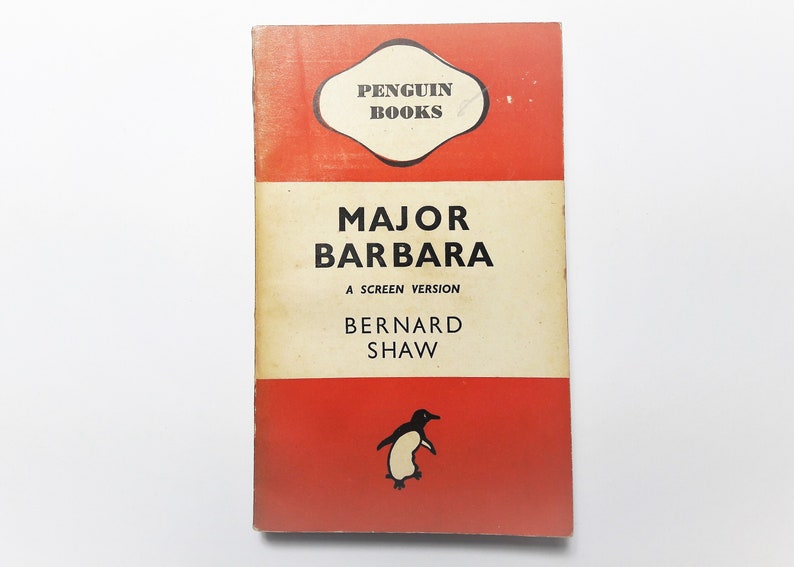 PENGUIN
BOOKS
MAJOR
BARBARA
A SCREEN VERSION
BERNARD
SHAW